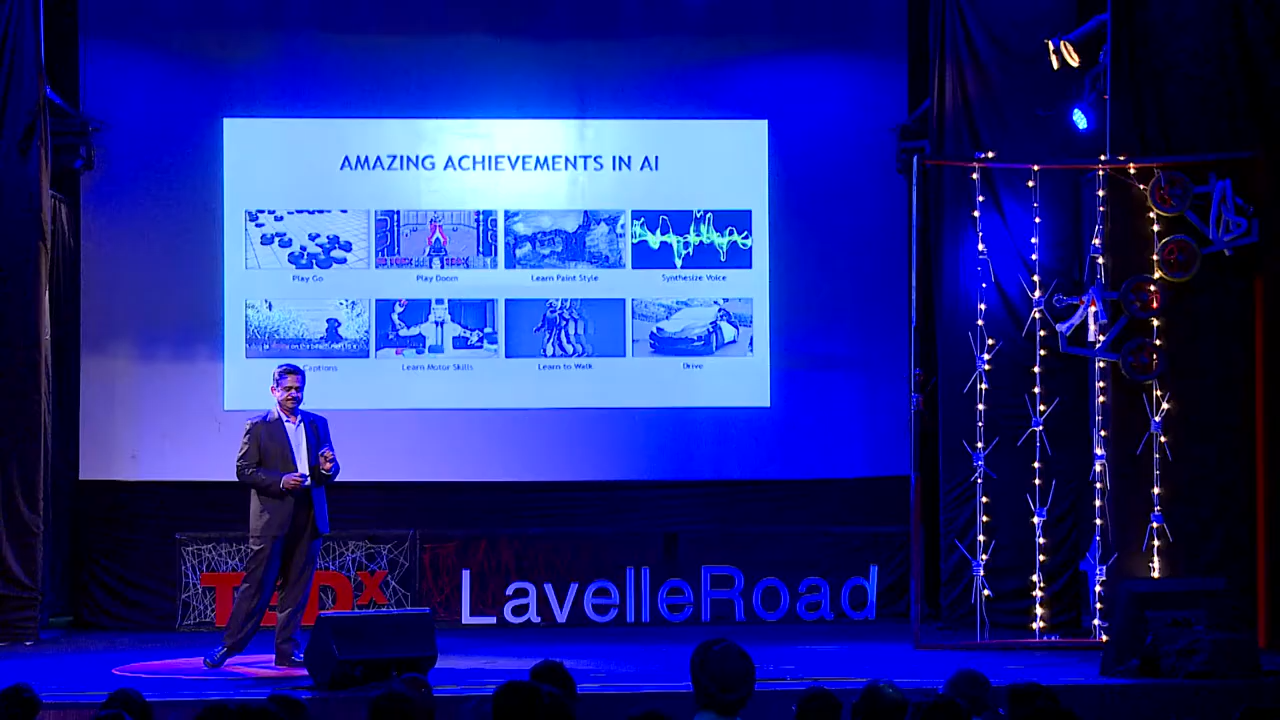 AMAZING ACHIEVEMENTS IN AI
Play Go
Play Doom
Learn Paint Style
Synthesize Voice
Captions
Learn Motor Skills
Learn to Walk
Drive
TEDx
LavelleRoad